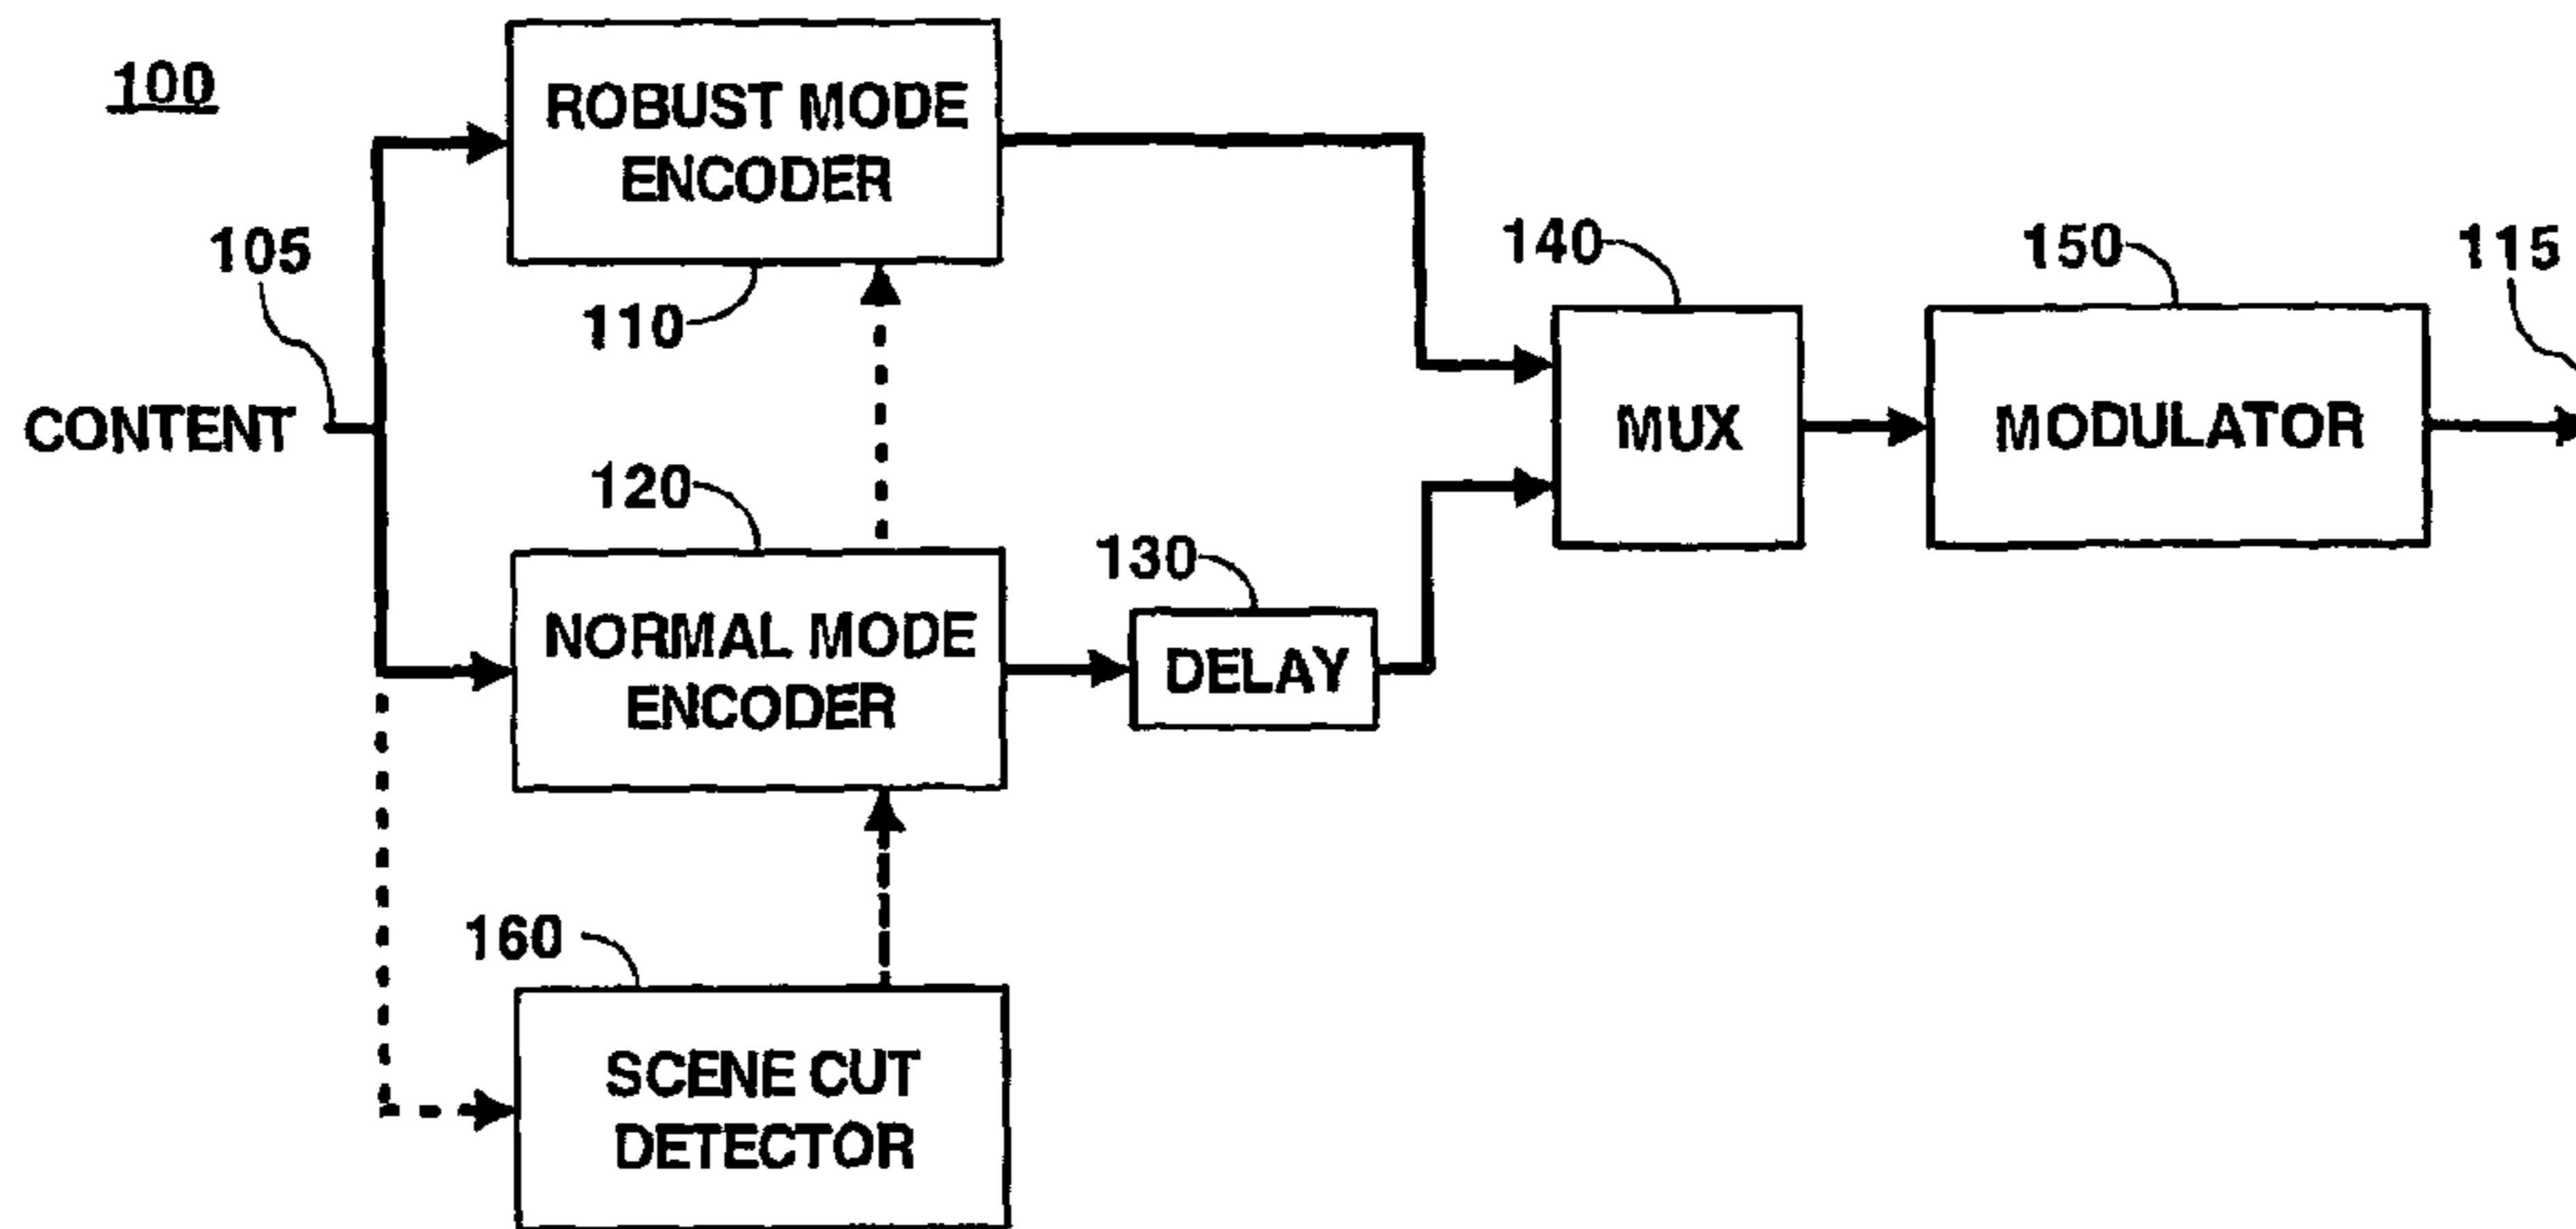 100
ROBUST MODE
ENCODER
105
110
140
150
115
CONTENT
MUX
MODULATOR
120
130
NORMAL MODE
ENCODER
DELAY
160
SCENE CUT
DETECTOR